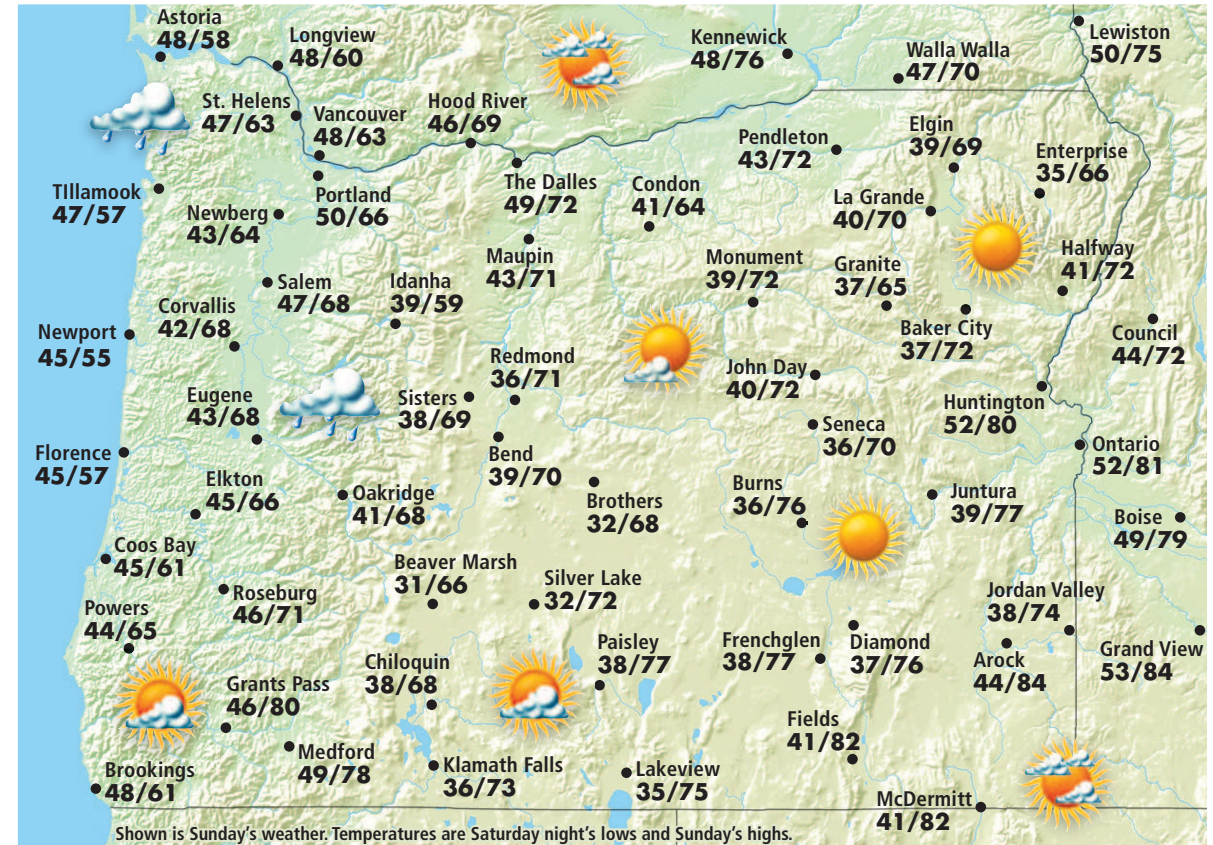 Astoria
48/58
Longview
48/60
Kennewick
48/76
Walla Walla
47/70
Lewiston
50/75
St. Helens
47/63
Vancouver
48/63
Hood River
46/69
Pendleton
43/72
Elgin
39/69
Enterprise
35/66
TIllamook
47/57
Newberg
43/64
Portland
50/66
The Dalles
49/72
Condon
41/64
La Grande
40/70
Halfway
41/72
Salem
47/68
Idanha
39/59
Maupin
43/71
Monument
39/72
Granite
37/65
Baker City
37/72
Council
44/72
Corvallis
42/68
Newport
45/55
Redmond
36/71
John Day
40/72
Huntington
52/80
Eugene
43/68
Sisters
38/69
Seneca
36/70
Ontario
52/81
Florence
45/57
Bend
39/70
Elkton
45/66
Oakridge
41/68
Brothers
32/68
Burns
36/76
Juntura
39/77
Boise
49/79
Coos Bay
45/61
Beaver Marsh
31/66
Silver Lake
32/72
Roseburg
46/71
Jordan Valley
38/74
Powers
44/65
Paisley
38/77
Frenchglen
38/77
Diamond
37/76
Arock
44/84
Grand View
53/84
Chiloquin
38/68
Grants Pass
46/80
Medford
49/78
Fields
41/82
Brookings
48/61
Klamath Falls
36/73
Lakeview
35/75
McDermitt
41/82
Shown is Sunday's weather. Temperatures are Saturday night's lows and Sunday's highs.